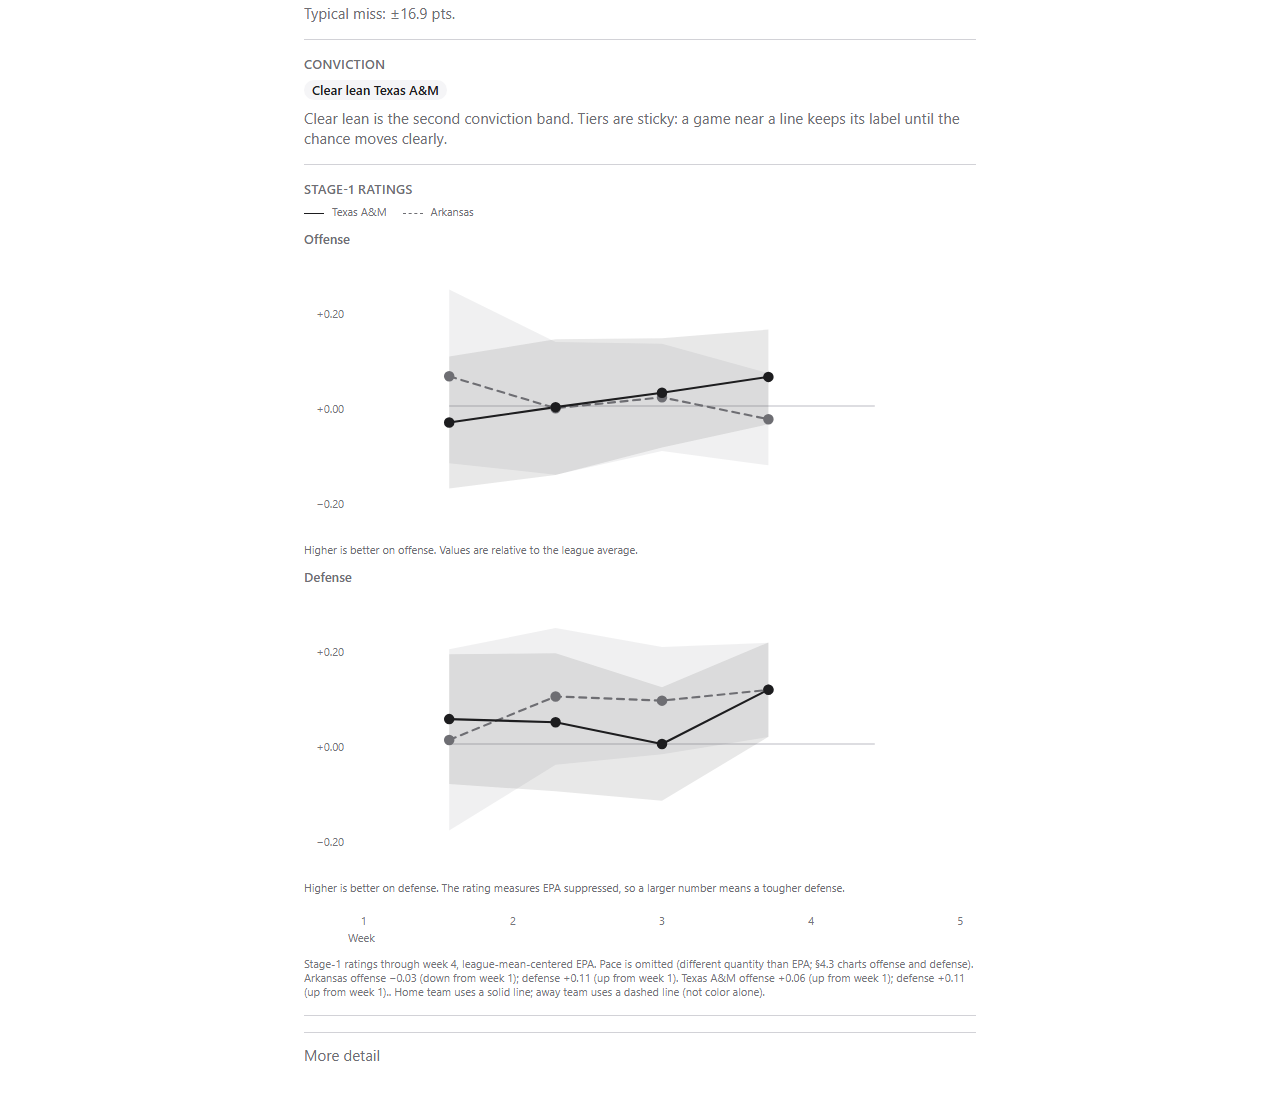 Typical miss: ±16.9 pts.
CONVICTION
Clear lean Texas A&M
Clear lean is the second conviction band. Tiers are sticky: a game near a line keeps its label until the
chance moves clearly.
STAGE-1 RATINGS
Texas A&M Arkansas
Offense
+0.20
+0.00
−0.20
Higher is better on offense. Values are relative to the league average.
Defense
+0.20
+0.00
−0.20
Higher is better on defense. The rating measures EPA suppressed, so a larger number means a tougher defense.
1 2 3 4 5
Week
Stage-1 ratings through week 4, league-mean-centered EPA. Pace is omitted (different quantity than EPA; §4.3 charts offense and defense).
Arkansas offense −0.03 (down from week 1); defense +0.11 (up from week 1). Texas A&M offense +0.06 (up from week 1); defense +0.11
(up from week 1).. Home team uses a solid line; away team uses a dashed line (not color alone).
More detail